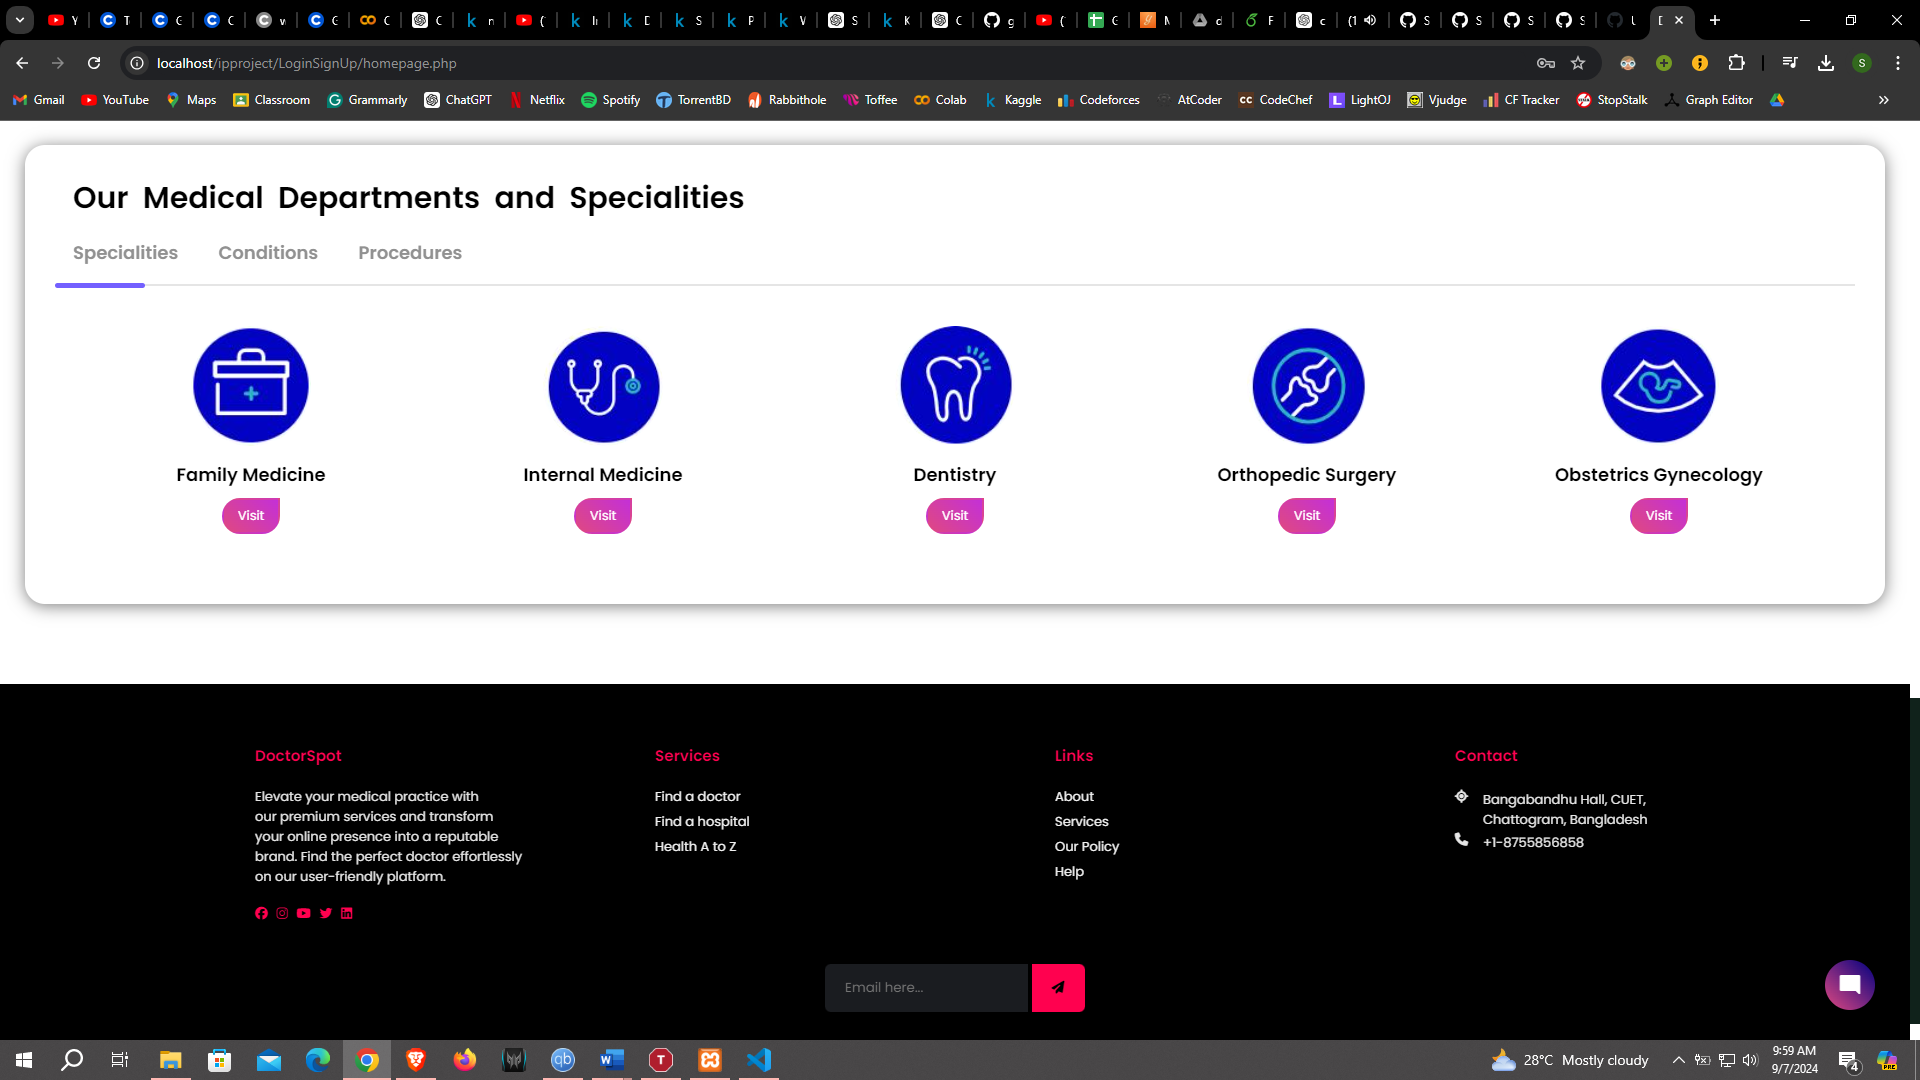 localhost/ipproject/LoginSignUp/homepage.php
S
Gmail YouTube Maps Classroom Grammarly ChatGPT Netflix Spotify TorrentBD Rabbithole Toffee Colab Kaggle Codeforces AtCoder CodeChef LightOJ Vjudge CF Tracker StopStalk Graph Editor
Our Medical Departments and Specialities
Specialities Conditions Procedures
Family Medicine Internal Medicine Dentistry Orthopedic Surgery Obstetrics Gynecology
Visit Visit Visit Visit Visit
DoctorSpot
Elevate your medical practice with
our premium services and transform
your online presence into a reputable
brand. Find the perfect doctor effortlessly
on our user-friendly platform.
Services
Find a doctor
Find a hospital
Health A to Z
Links
About
Services
Our Policy
Help
Contact
Bangabandhu Hall, CUET,
Chattogram, Bangladesh
+1-8755856858
Email here...
28°C Mostly cloudy
9:59 AM
9/7/2024
4